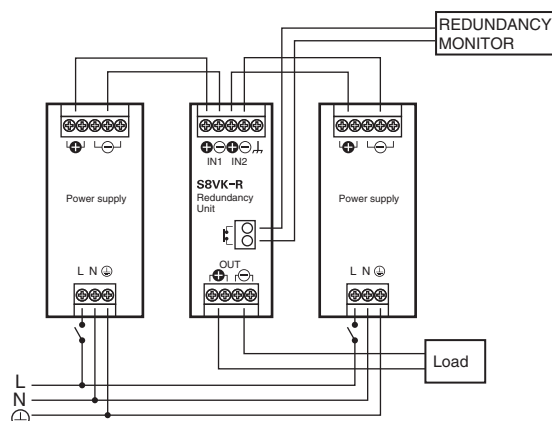 REDUNDANCY
MONITOR
IN1 IN2
S8VK-R
Redundancy
Unit
Power supply
Power supply
L N
OUT
L N
Load
L
N